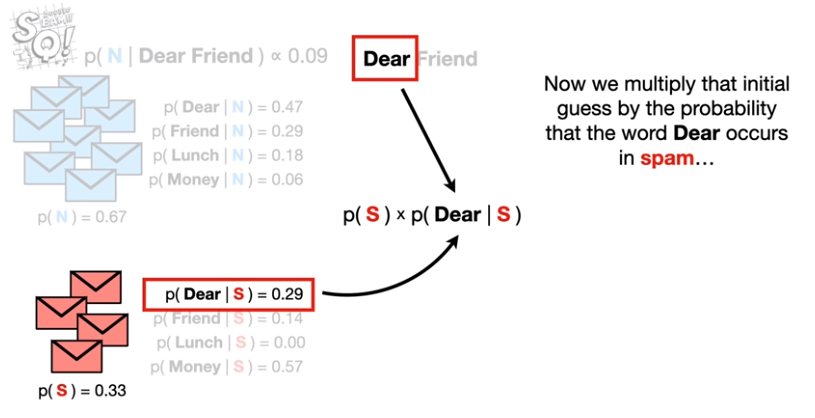 StatQuest!!
p( N | Dear Friend ) ∝ 0.09
Dear Friend
Now we multiply that initial
guess by the probability
that the word Dear occurs
in spam…
p( Dear | N ) = 0.47
p( Friend | N ) = 0.29
p( Lunch | N ) = 0.18
p( Money | N ) = 0.06
p( N ) = 0.67
p( S ) x p( Dear | S )
p( Dear | S ) = 0.29
p( Friend | S ) = 0.14
p( Lunch | S ) = 0.00
p( Money | S ) = 0.57
p( S ) = 0.33